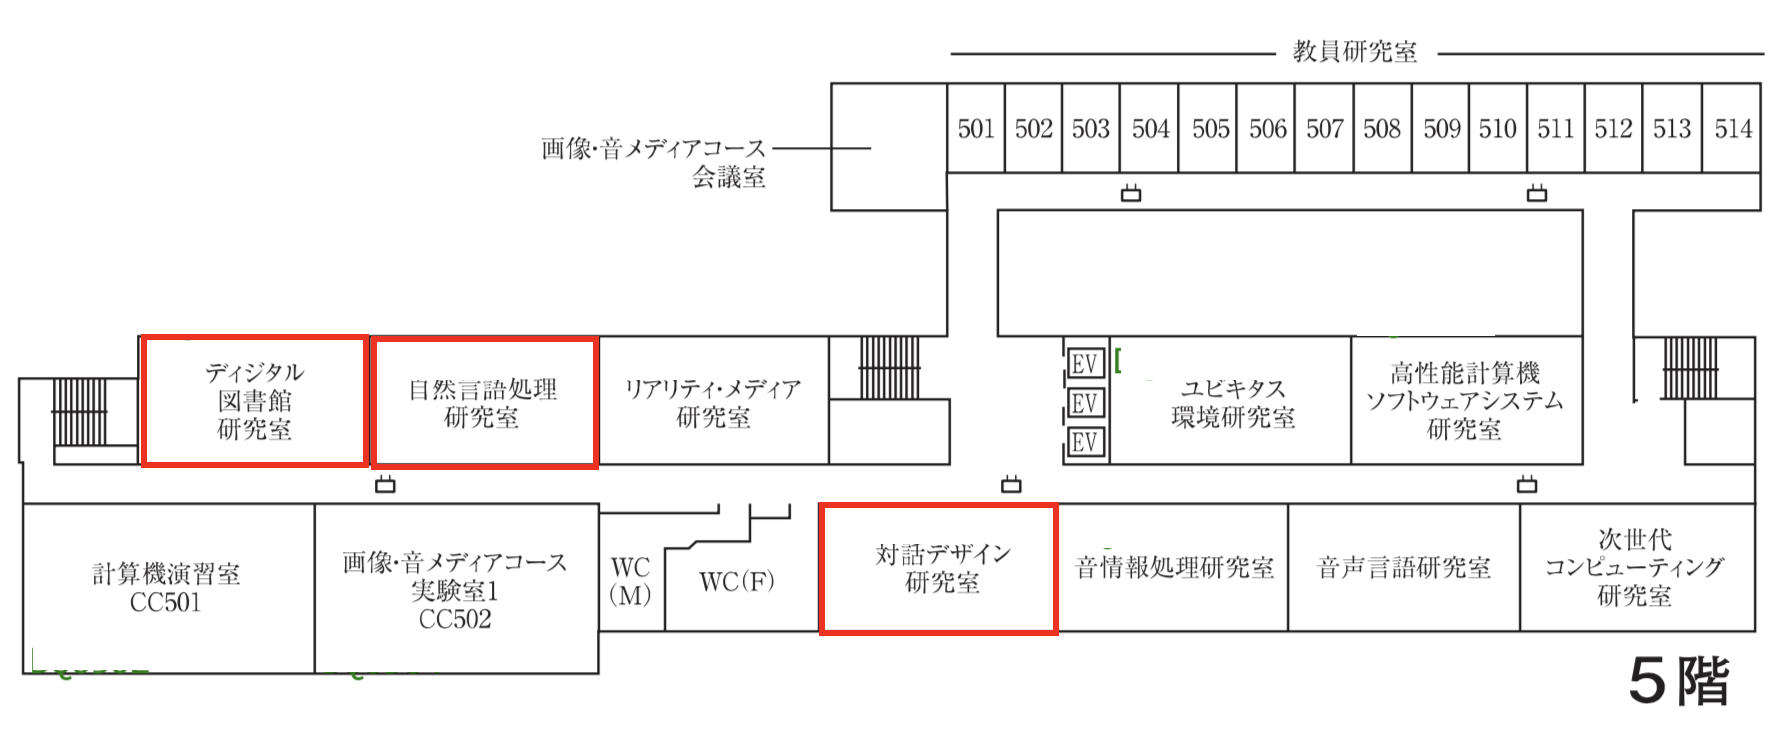 教員研究室
501 502 503 504 505 506 507 508 509 510 511 512 513 514
画像・音メディアコース
会議室
ディジタル
図書館
研究室
自然言語処理
研究室
リアリティ・メディア
研究室
EV
EV
EV
ユビキタス
環境研究室
高性能計算機
ソフトウェアシステム
研究室
計算機演習室
CC501
画像・音メディアコース
実験室1
CC502
WC
(M)
WC(F)
対話デザイン
研究室
音情報処理研究室
音声言語研究室
次世代
コンピューティング
研究室
5階